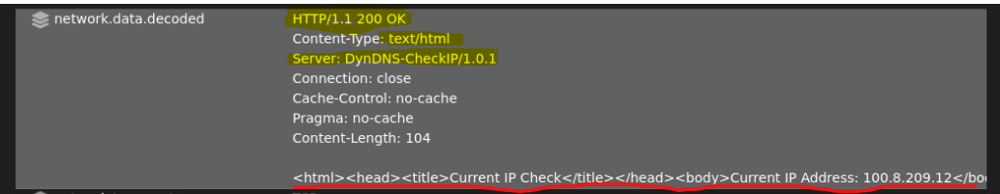 network.data.decoded
HTTP/1.1 200 OK
Content-Type: text/html
Server: DynDNS-CheckIP/1.0.1
Connection: close
Cache-Control: no-cache
Pragma: no-cache
Content-Length: 104
<html><head><title>Current IP Check</title></head><body>Current IP Address: 100.8.209.12</bo